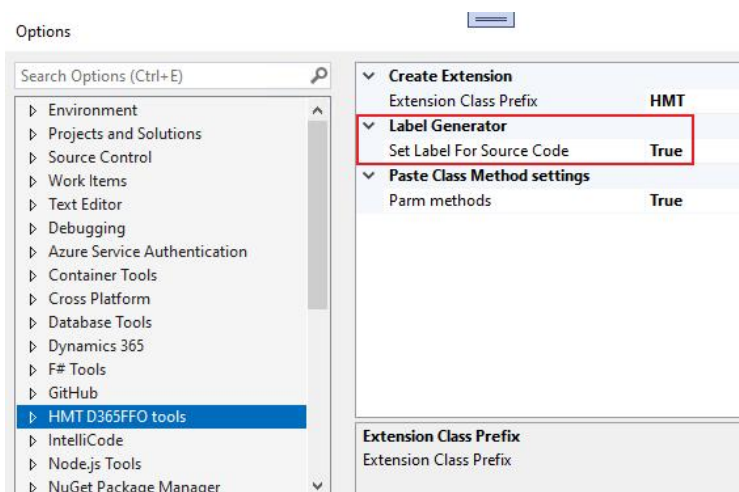 Options
Search Options (Ctrl+E)
Environment
Projects and Solutions
Source Control
Work Items
Text Editor
Debugging
Azure Service Authentication
Container Tools
Cross Platform
Database Tools
Dynamics 365
F# Tools
GitHub
HMT D365FFO tools
IntelliCode
Node.js Tools
NuGet Package Manager
Create Extension
Extension Class Prefix HMT
Label Generator
Set Label For Source Code True
Paste Class Method settings
Parm methods True
Extension Class Prefix
Extension Class Prefix